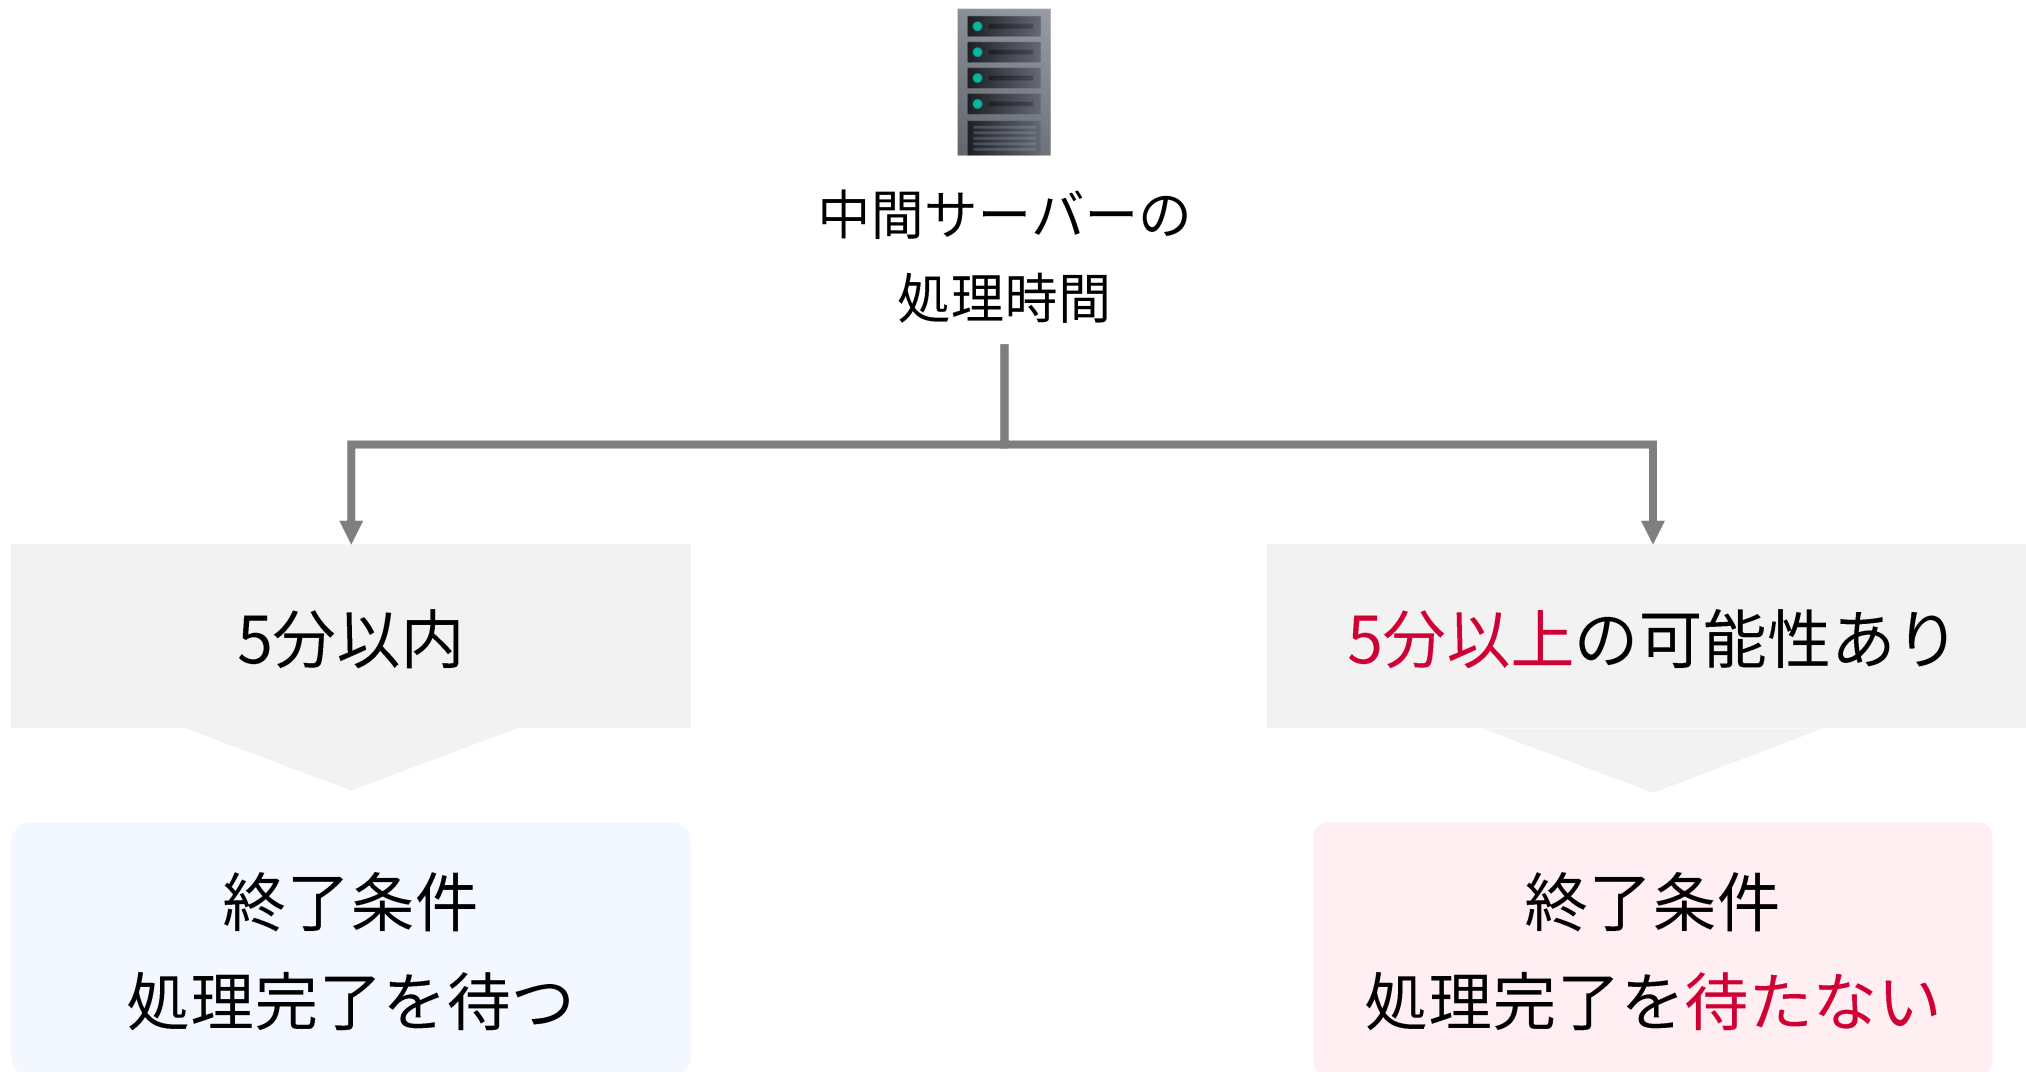 中間サーバーの
処理時間
5分以内
5分以上の可能性あり
終了条件
処理完了を待つ
終了条件
処理完了を待たない